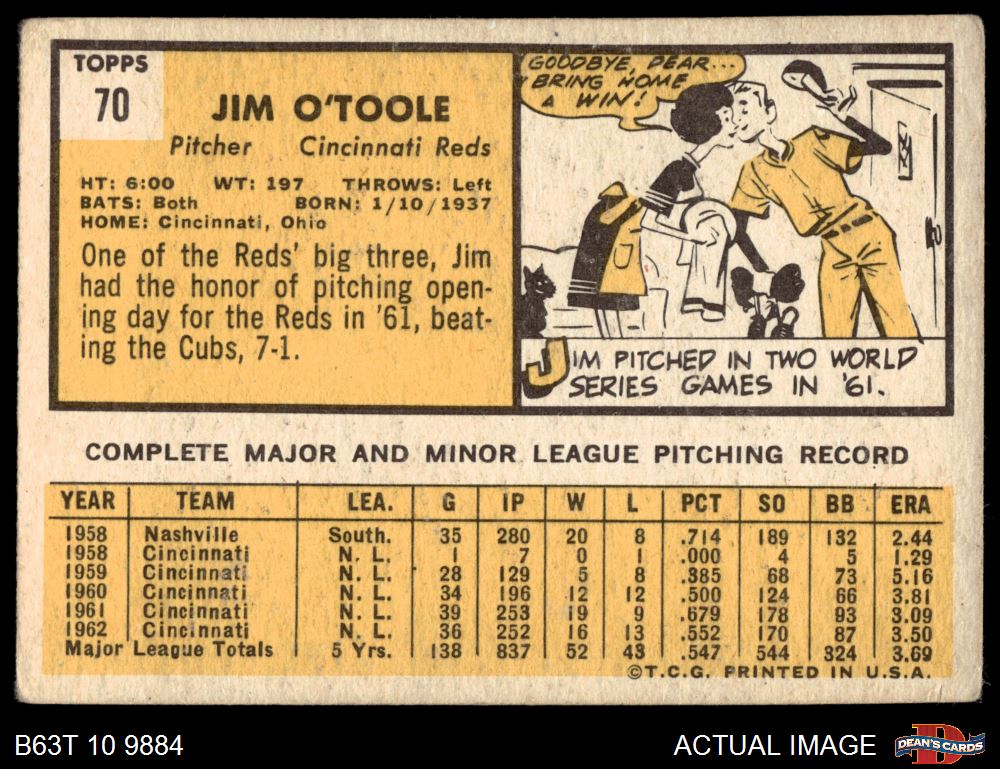 TOPPS
70
JIM O'TOOLE
Pitcher Cincinnati Reds
HT: 6:00 WT: 197 THROWS: Left
BATS: Both BORN: 1/10/1937
HOME: Cincinnati, Ohio
One of the Reds' big three, Jim
had the honor of pitching open-
ing day for the Reds in '61, beat-
ing the Cubs, 7-1.
GOODBYE, DEAR...
BRING HOME
A WIN!
JIM PITCHED IN TWO WORLD
SERIES GAMES IN '61.
COMPLETE MAJOR AND MINOR LEAGUE PITCHING RECORD
YEAR TEAM LEA. G IP W L PCT SO BB ERA
1958 Nashville South. 35 280 20 8 .714 189 132 2.44
1958 Cincinnati N. L. 1 7 0 1 .000 4 5 1.29
1959 Cincinnati N. L. 28 129 5 8 .385 68 73 5.16
1960 Cincinnati N. L. 34 196 12 12 .500 124 66 3.81
1961 Cincinnati N. L. 39 253 19 9 .679 178 93 3.09
1962 Cincinnati N. L. 36 252 16 13 .552 170 87 3.50
Major League Totals 5 Yrs. 138 837 52 43 .547 544 324 3.69
©T.C.G. PRINTED IN U.S.A.
B63T 10 9884
ACTUAL IMAGE
D
DEAN'S CARDS